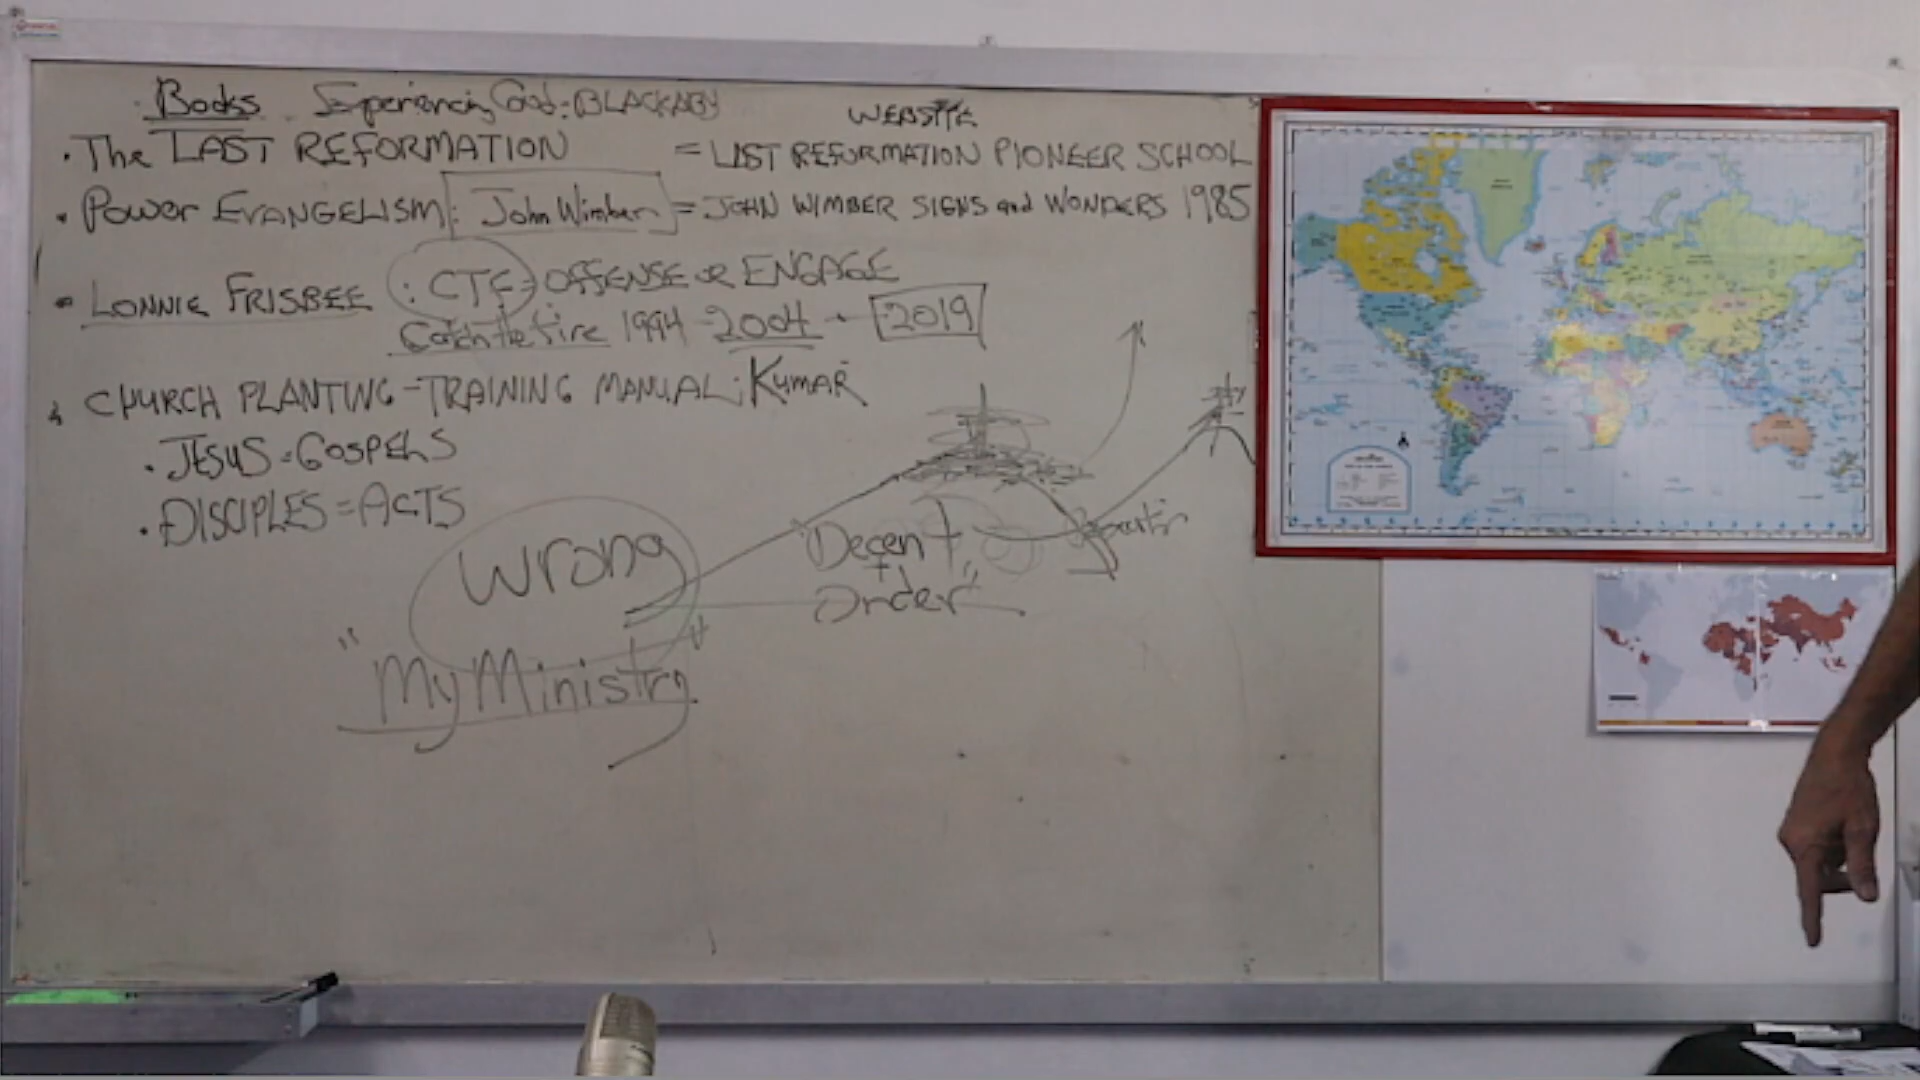 Books Experiencing God: BLACKABY
WEBSITE
• The LAST REFORMATION = LIST REFORMATION PIONEER SCHOOL
• POWER EVANGELISM: John Wimber = JOHN WIMBER SIGNS and WONDERS 1985
• LONNIE FRISBEE : CTF = OFFENSE OR ENGAGE
Catch the fire 1994 - 2004 - 2019
CHURCH PLANTING - TRAINING MANUAL: KUMAR
• JESUS = GOSPELS
• DISCIPLES = ACTS
Wrong
"Decent + Order"
"My Ministry"